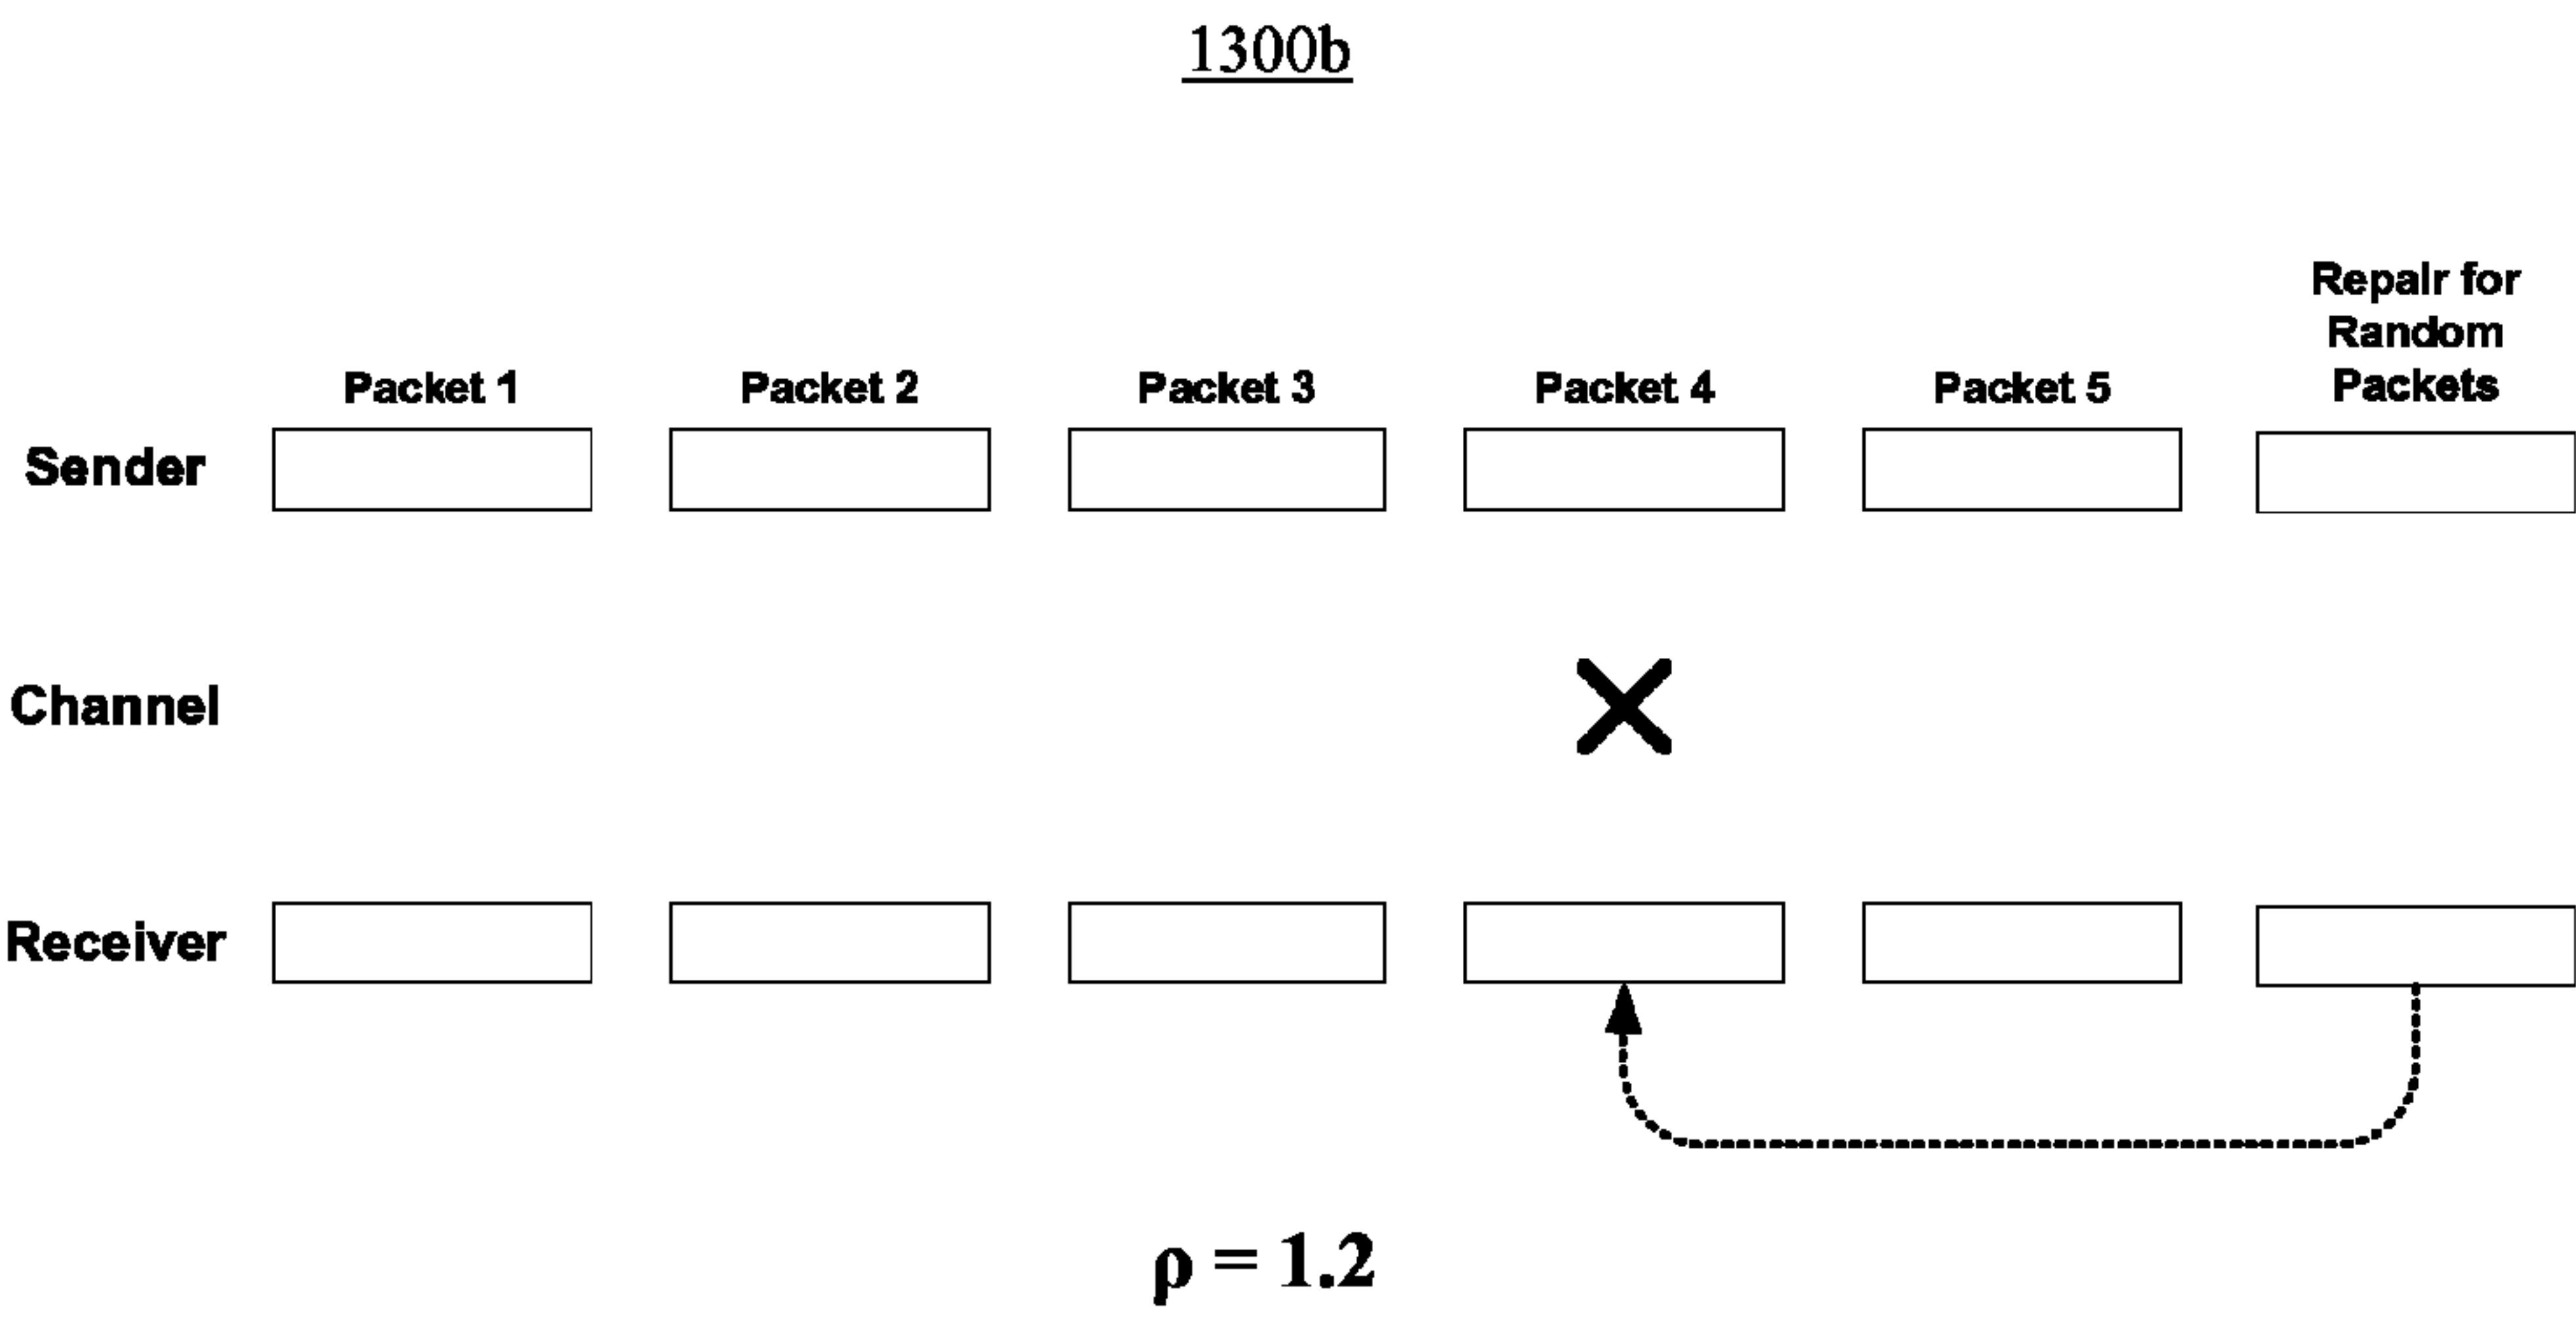 1300b
Repair for
Random
Packets
Packet 1
Packet 2
Packet 3
Packet 4
Packet 5
Sender
Channel
Receiver
ρ = 1.2